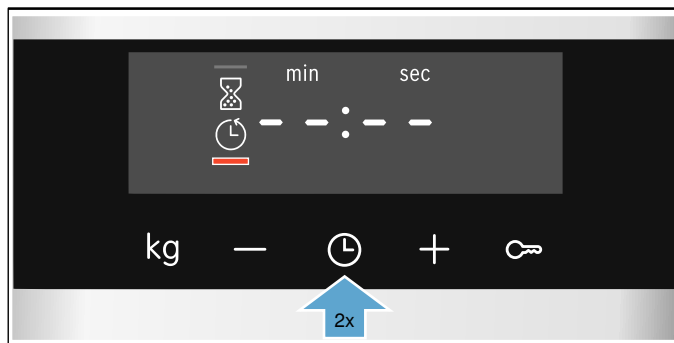 min sec
- - : - -
kg − +
2x